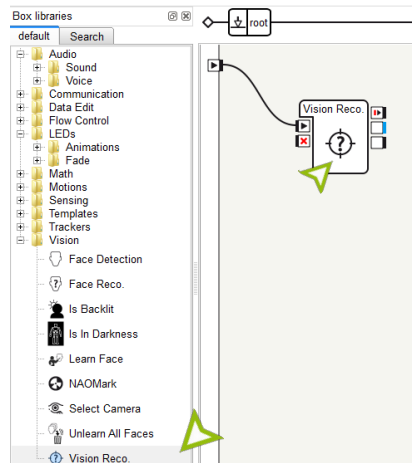 Box libraries
default
Search
root
Audio
Sound
Voice
Communication
Data Edit
Flow Control
LEDs
Animations
Fade
Math
Motions
Sensing
Templates
Trackers
Vision
Face Detection
Face Reco.
Is Backlit
Is In Darkness
Learn Face
NAOMark
Select Camera
Unlearn All Faces
Vision Reco.
Vision Reco.